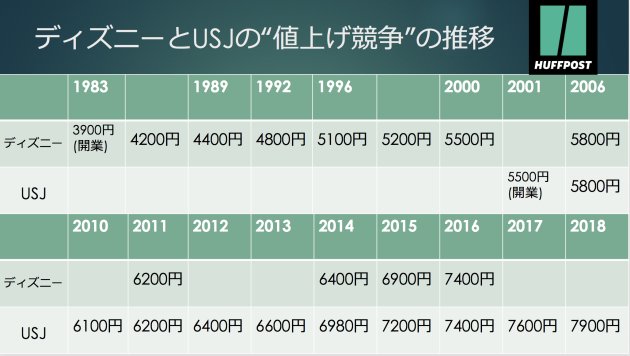 ディズニーとUSJの“値上げ競争”の推移
HUFFPOST
1983 1989 1992 1996 2000 2001 2006
ディズニー 3900円 (開業) 4200円 4400円 4800円 5100円 5200円 5500円 5800円
USJ 5500円 (開業) 5800円
2010 2011 2012 2013 2014 2015 2016 2017 2018
ディズニー 6200円 6400円 6900円 7400円
USJ 6100円 6200円 6400円 6600円 6980円 7200円 7400円 7600円 7900円